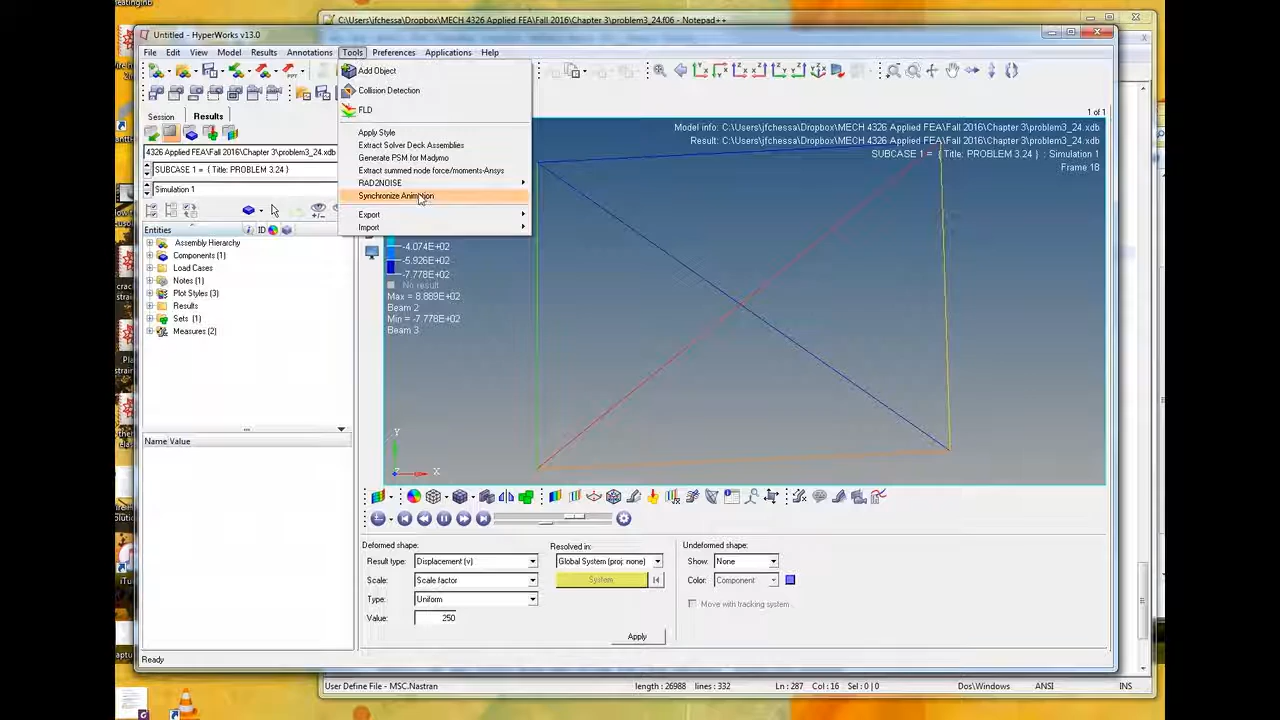 C:\Users\jfchessa\Dropbox\MECH 4326 Applied FEA\Fall 2016\Chapter 3\problem3_24.f06 - Notepad++
Untitled - HyperWorks v13.0
File Edit View Model Results Annotations Tools Preferences Applications Help
Add Object
Collision Detection
FLD
Apply Style
Extract Solver Deck Assemblies
Generate PSM for Madymo
Extract summed node force/moments-Ansys
RAD2NOISE
Synchronize Animation
Export
Import
Session Results
4326 Applied FEA\Fall 2016\Chapter 3\problem3_24.xdb
SUBCASE 1 = { Title: PROBLEM 3.24 }
Simulation 1
Entities ID
Assembly Hierarchy
Components (1)
Load Cases
Notes (1)
Plot Styles (3)
Results
Sets (1)
Measures (2)
Name Value
1 of 1
Model info: C:\Users\jfchessa\Dropbox\MECH 4326 Applied FEA\Fall 2016\Chapter 3\problem3_24.xdb
Result: C:\Users\jfchessa\Dropbox\MECH 4326 Applied FEA\Fall 2016\Chapter 3\problem3_24.xdb
SUBCASE 1 = { Title: PROBLEM 3.24 } : Simulation 1
Frame 18
-4.074E+02
-5.926E+02
-7.778E+02
No result
Max = 8.889E+02
Beam 2
Min = -7.778E+02
Beam 3
Y
Z X
Deformed shape:
Result type: Displacement (v)
Scale: Scale factor
Type: Uniform
Value: 250
Resolved in:
Global System (proj: none)
System
Undeformed shape:
Show: None
Color: Component
Move with tracking system
Apply
Ready
User Define File - MSC.Nastran length : 26988 lines : 332 Ln : 287 Col : 16 Sel : 0 | 0 Dos\Windows ANSI INS